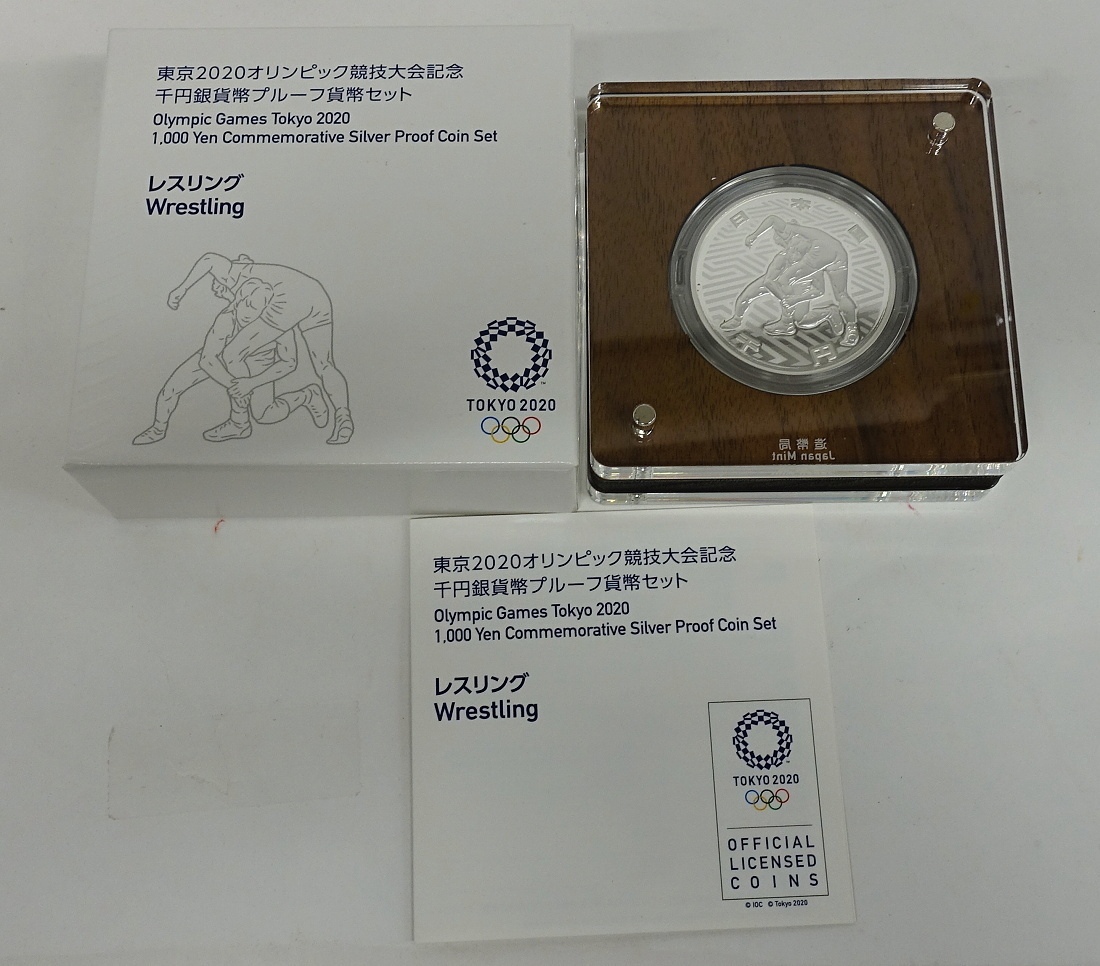 東京2020オリンピック競技大会記念
千円銀貨幣プルーフ貨幣セット
Olympic Games Tokyo 2020
1,000 Yen Commemorative Silver Proof Coin Set
レスリング
Wrestling
TOKYO 2020
日本国
千円
造幣局
Japan Mint
東京2020オリンピック競技大会記念
千円銀貨幣プルーフ貨幣セット
Olympic Games Tokyo 2020
1,000 Yen Commemorative Silver Proof Coin Set
レスリング
Wrestling
TOKYO 2020
OFFICIAL
LICENSED
COINS
© IOC © Tokyo 2020